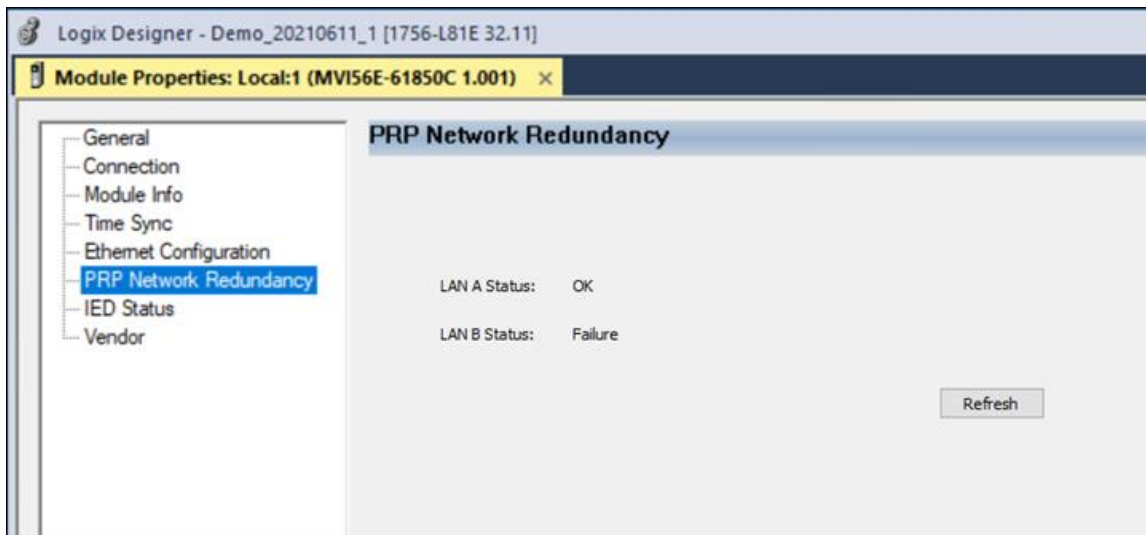 Logix Designer - Demo_20210611_1 [1756-L81E 32.11]
Module Properties: Local:1 (MVI56E-61850C 1.001) ×
General
Connection
Module Info
Time Sync
Ethernet Configuration
PRP Network Redundancy
IED Status
Vendor
PRP Network Redundancy
LAN A Status: OK
LAN B Status: Failure
Refresh